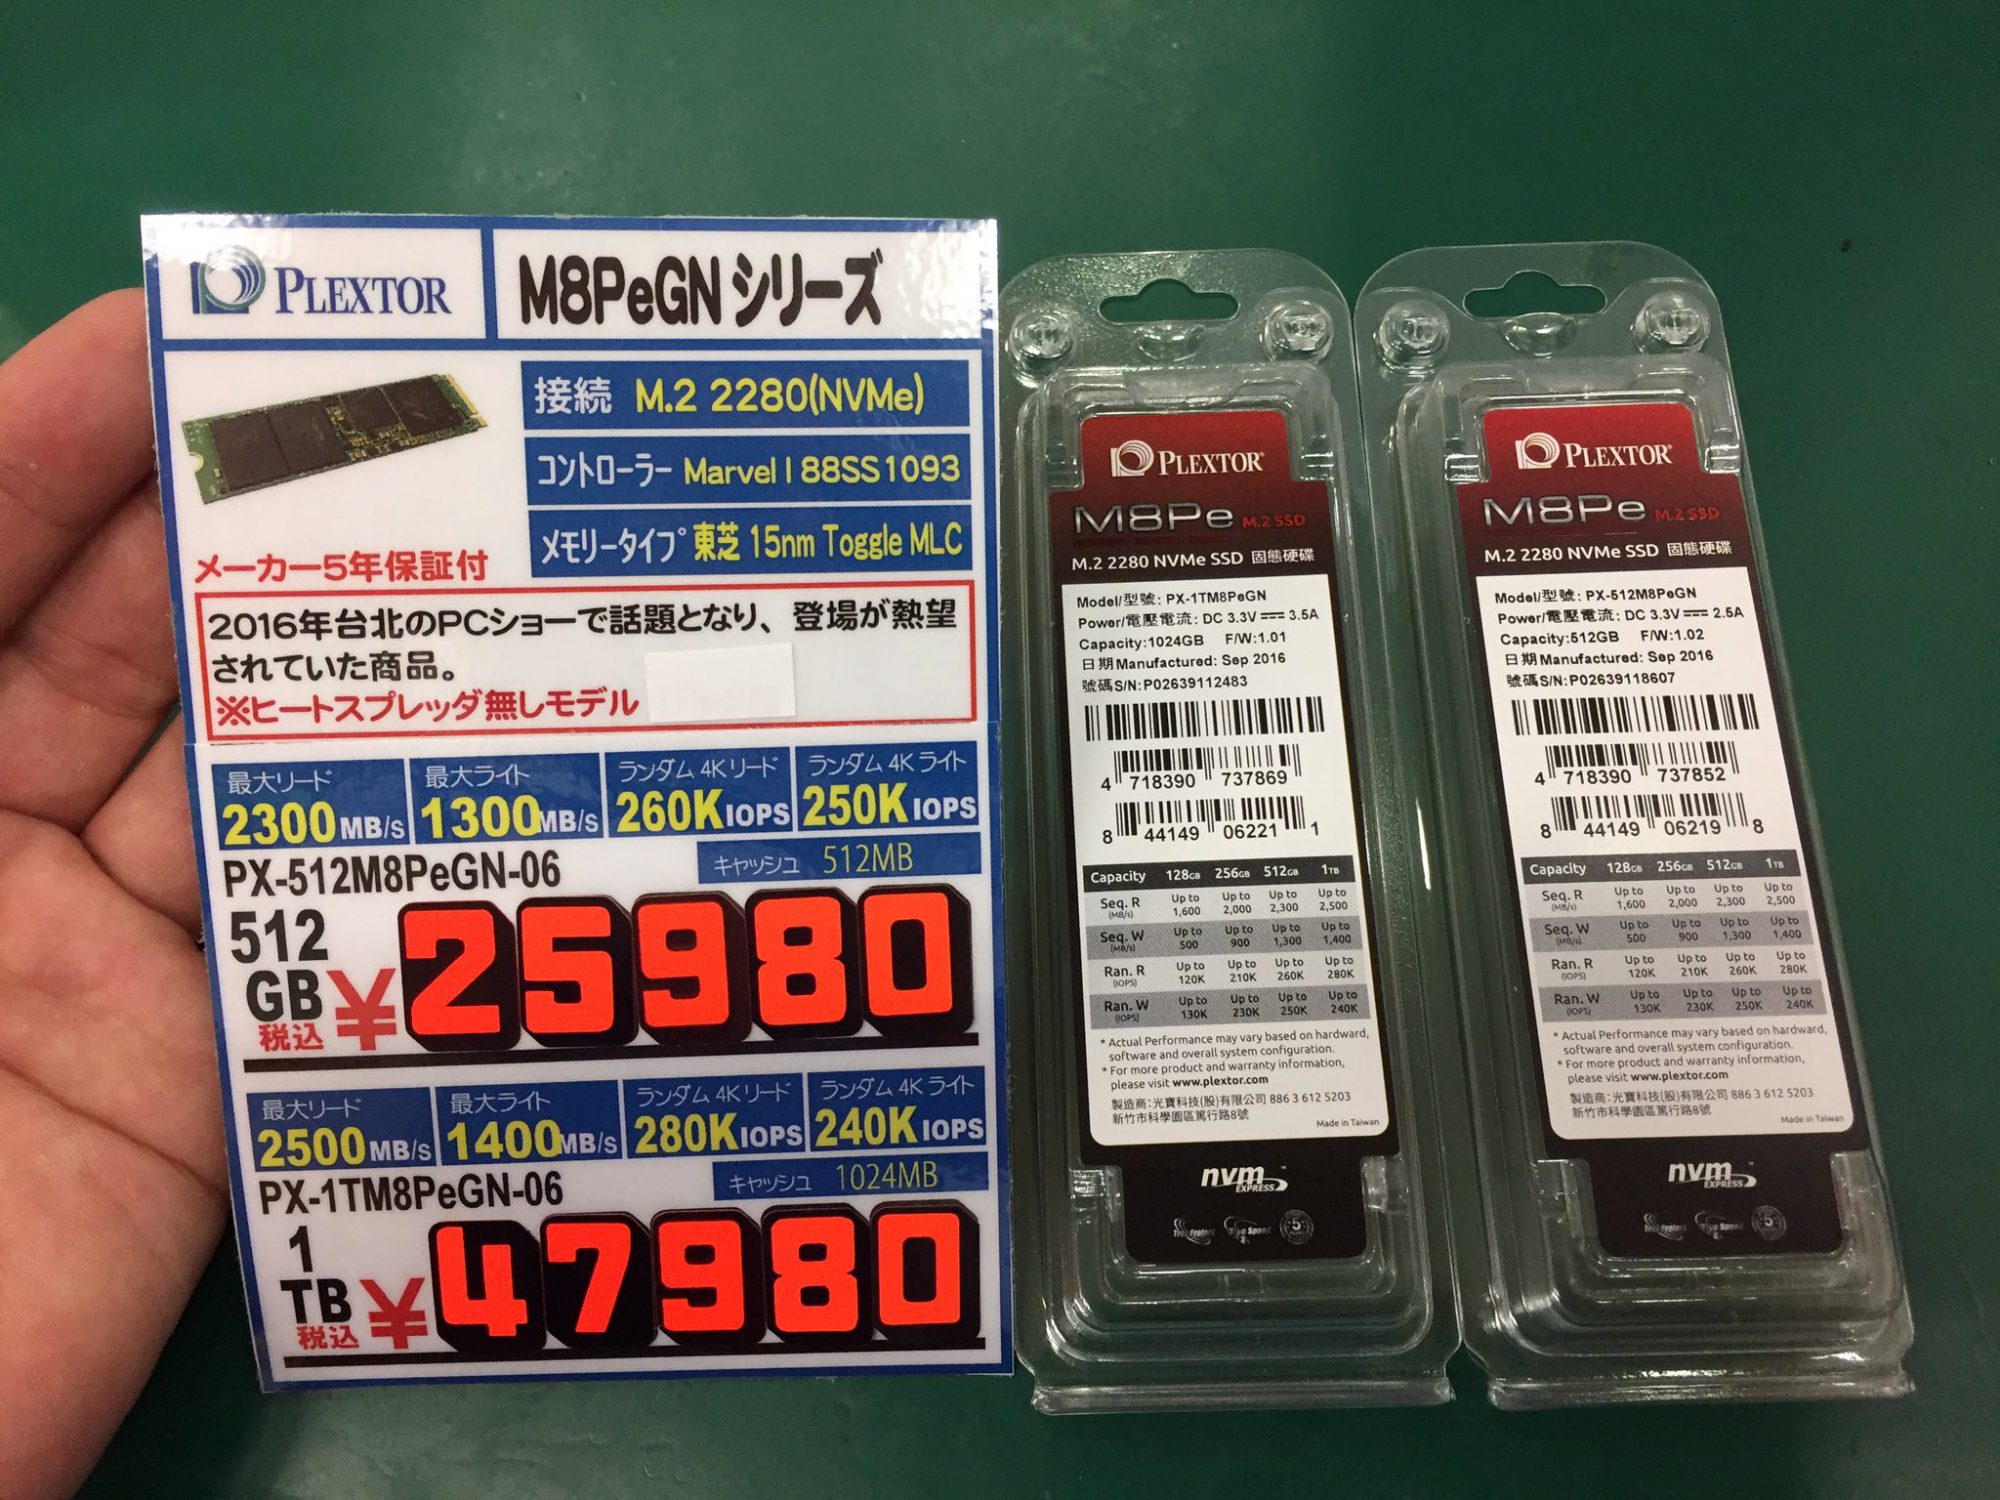 PLEXTOR
M8PeGN シリーズ
接続 M.2 2280(NVMe)
コントローラー Marvell 88SS1093
メモリータイプ 東芝 15nm Toggle MLC
メーカー5年保証付
2016年台北のPCショーで話題となり、登場が熱望
されていた商品。
※ヒートスプレッダ無しモデル
最大リード 最大ライト ランダム 4K リード ランダム 4K ライト
2300MB/s 1300MB/s 260K IOPS 250K IOPS
PX-512M8PeGN-06
キャッシュ 512MB
512
GB
税込
¥25980
最大リード 最大ライト ランダム 4K リード ランダム 4K ライト
2500MB/s 1400MB/s 280K IOPS 240K IOPS
PX-1TM8PeGN-06
キャッシュ 1024MB
1
TB
税込
¥47980
PLEXTOR®
M8Pe M.2 SSD
M.2 2280 NVMe SSD 固態硬碟
Model/型號: PX-1TM8PeGN
Power/電壓電流: DC 3.3V ⎓ 3.5A
Capacity:1024GB F/W:1.01
日期Manufactured: Sep 2016
號碼S/N:P02639112483
4 718390 737869
8 44149 06221 1
Capacity 128GB 256GB 512GB 1TB
Seq. R (MB/s) Up to 1,600 Up to 2,000 Up to 2,300 Up to 2,500
Seq. W (MB/s) Up to 500 Up to 900 Up to 1,300 Up to 1,400
Ran. R (IOPS) Up to 120K Up to 210K Up to 260K Up to 280K
Ran. W (IOPS) Up to 130K Up to 230K Up to 250K Up to 240K
* Actual Performance may vary based on hardward,
software and overall system configuration.
* For more product and warranty information,
please visit www.plextor.com
製造商:光寶科技(股)有限公司 886 3 612 5203
新竹市科學園區篤行路8號
Made in Taiwan
nvm
EXPRESS™
True Protect True Speed 5
PLEXTOR®
M8Pe M.2 SSD
M.2 2280 NVMe SSD 固態硬碟
Model/型號: PX-512M8PeGN
Power/電壓電流: DC 3.3V ⎓ 2.5A
Capacity:512GB F/W:1.02
日期Manufactured: Sep 2016
號碼S/N:P02639118607
4 718390 737852
8 44149 06219 8
Capacity 128GB 256GB 512GB 1TB
Seq. R (MB/s) Up to 1,600 Up to 2,000 Up to 2,300 Up to 2,500
Seq. W (MB/s) Up to 500 Up to 900 Up to 1,300 Up to 1,400
Ran. R (IOPS) Up to 120K Up to 210K Up to 260K Up to 280K
Ran. W (IOPS) Up to 130K Up to 230K Up to 250K Up to 240K
* Actual Performance may vary based on hardward,
software and overall system configuration.
* For more product and warranty information,
please visit www.plextor.com
製造商:光寶科技(股)有限公司 886 3 612 5203
新竹市科學園區篤行路8號
Made in Taiwan
nvm
EXPRESS™
True Protect True Speed 5